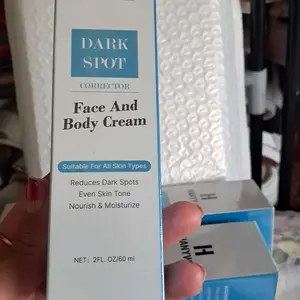 DARK
SPOT
CORRECTOR
Face And
Body Cream
Suitable For All Skin Types
Reduces Dark Spots
Even Skin Tone
Nourish & Moisturize
NET: 2FL. OZ/60 ml
H
H